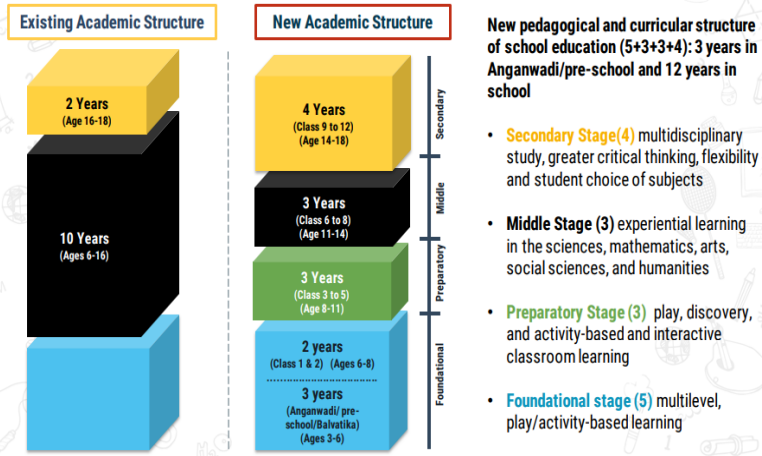 Existing Academic Structure
2 Years
(Age 16-18)
10 Years
(Ages 6-16)
New Academic Structure
4 Years
(Class 9 to 12)
(Age 14-18)
3 Years
(Class 6 to 8)
(Age 11-14)
3 Years
(Class 3 to 5)
(Age 8-11)
2 years
(Class 1 & 2) (Ages 6-8)
3 years
(Anganwadi/ pre-
school/Balvatika)
(Ages 3-6)
Secondary
Middle
Preparatory
Foundational
New pedagogical and curricular structure
of school education (5+3+3+4): 3 years in
Anganwadi/pre-school and 12 years in
school
• Secondary Stage(4) multidisciplinary
study, greater critical thinking, flexibility
and student choice of subjects
• Middle Stage (3) experiential learning
in the sciences, mathematics, arts,
social sciences, and humanities
• Preparatory Stage (3) play, discovery,
and activity-based and interactive
classroom learning
• Foundational stage (5) multilevel,
play/activity-based learning